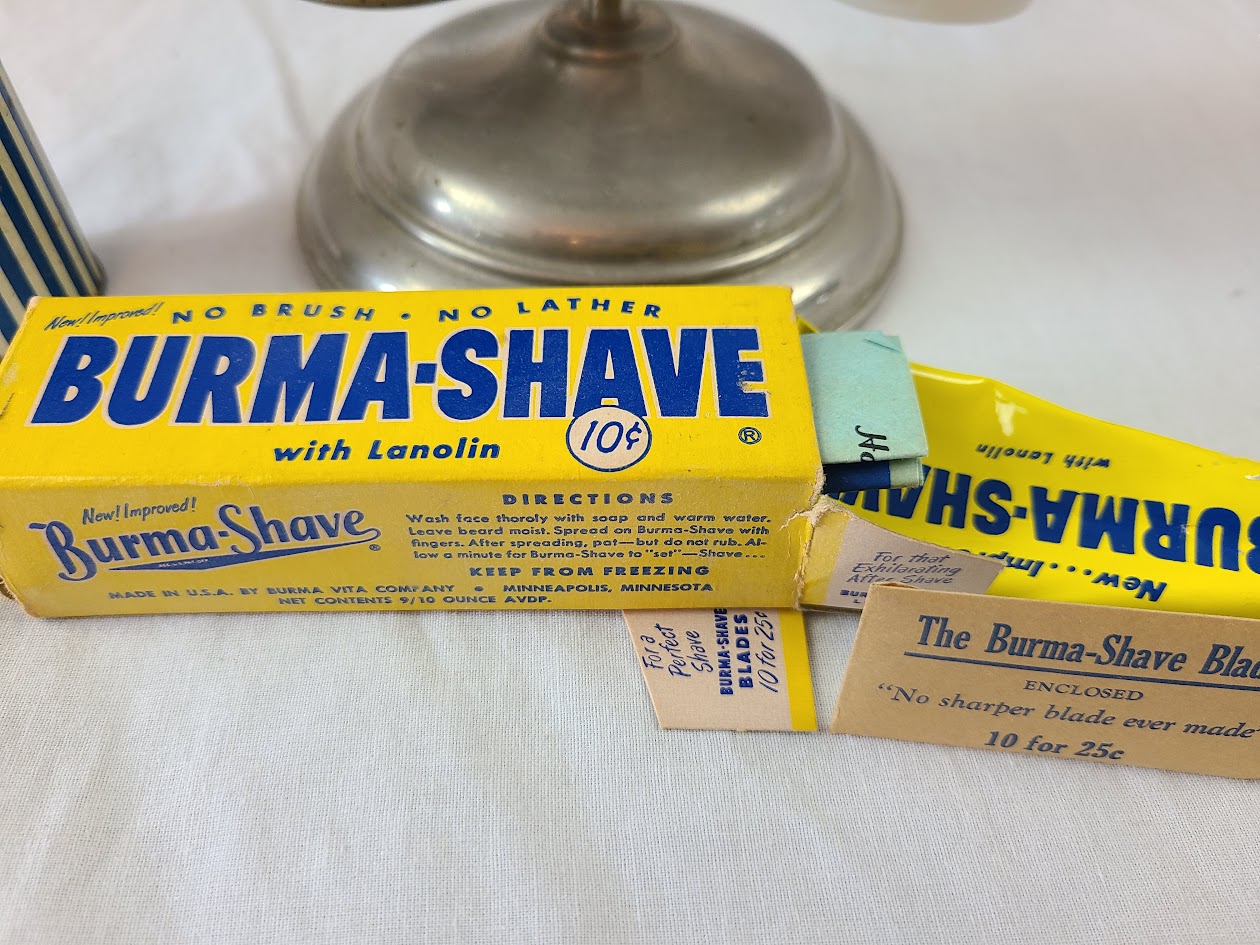 New! Improved! NO BRUSH • NO LATHER
BURMA-SHAVE
10¢
®
with Lanolin
New! Improved!
Burma-Shave
®
DIRECTIONS
Wash face thoroly with soap and warm water.
Leave beard moist. Spread on Burma-Shave with
fingers. After spreading, pat—but do not rub. Al-
low a minute for Burma-Shave to "set"—Shave...
KEEP FROM FREEZING
MADE IN U.S.A. BY BURMA VITA COMPANY • MINNEAPOLIS, MINNESOTA
NET CONTENTS 9/10 OUNCE AVDP.
with Lanolin
BURMA-SHAV
New...Imp
For that
Exhilarating
After Shave
For a
Perfect
Shave
BURMA-SHAVE
BLADES
10 for 25¢
The Burma-Shave Blad
ENCLOSED
"No sharper blade ever made"
10 for 25c